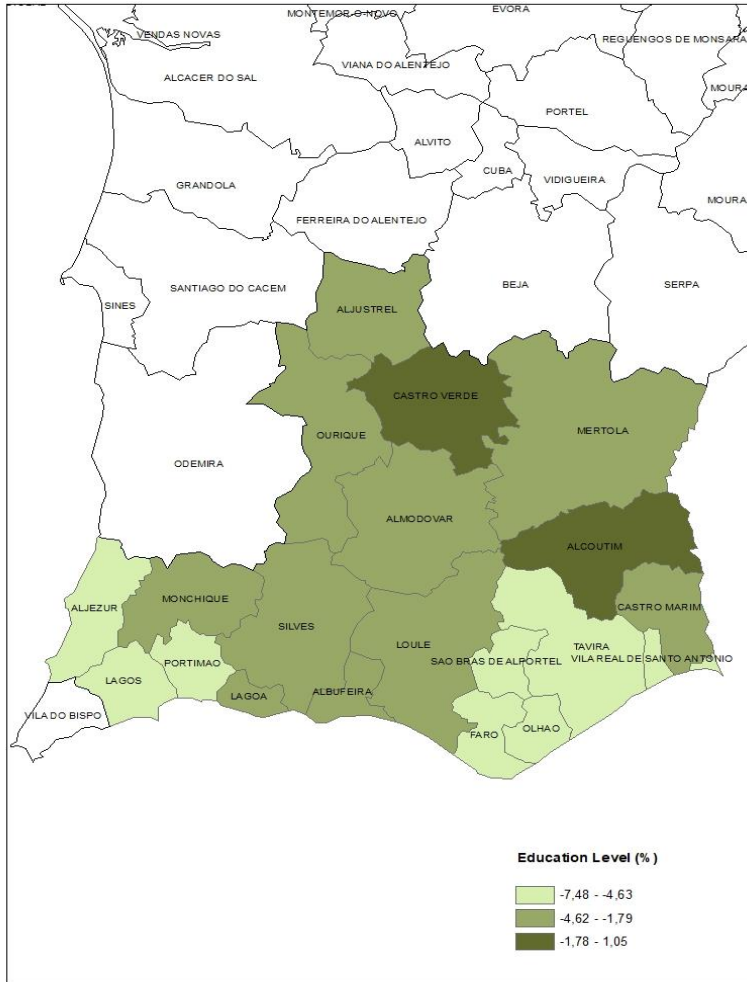 MONTEMOR-O-NOVO
EVORA
VENDAS NOVAS
REGUENGOS DE MONSARA
VIANA DO ALENTEJO
ALCACER DO SAL
MOURA
PORTEL
ALVITO
CUBA
VIDIGUEIRA
GRANDOLA
MOURA
FERREIRA DO ALENTEJO
SANTIAGO DO CACEM
BEJA
SERPA
SINES
ALJUSTREL
CASTRO VERDE
MERTOLA
OURIQUE
ODEMIRA
ALMODOVAR
ALCOUTIM
MONCHIQUE
ALJEZUR
CASTRO MARIM
SILVES
LOULE
TAVIRA
VILA REAL DE SANTO ANTONIO
SAO BRAS DE ALPORTEL
PORTIMAO
LAGOS
LAGOA
ALBUFEIRA
VILA DO BISPO
OLHAO
FARO
Education Level (%)
-7,48 - -4,63
-4,62 - -1,79
-1,78 - 1,05